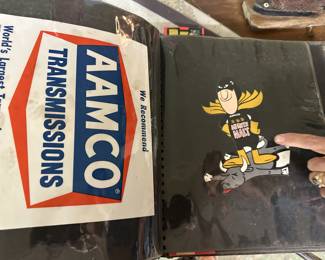 We Recommend
AAMCO®
TRANSMISSIONS
World's Largest